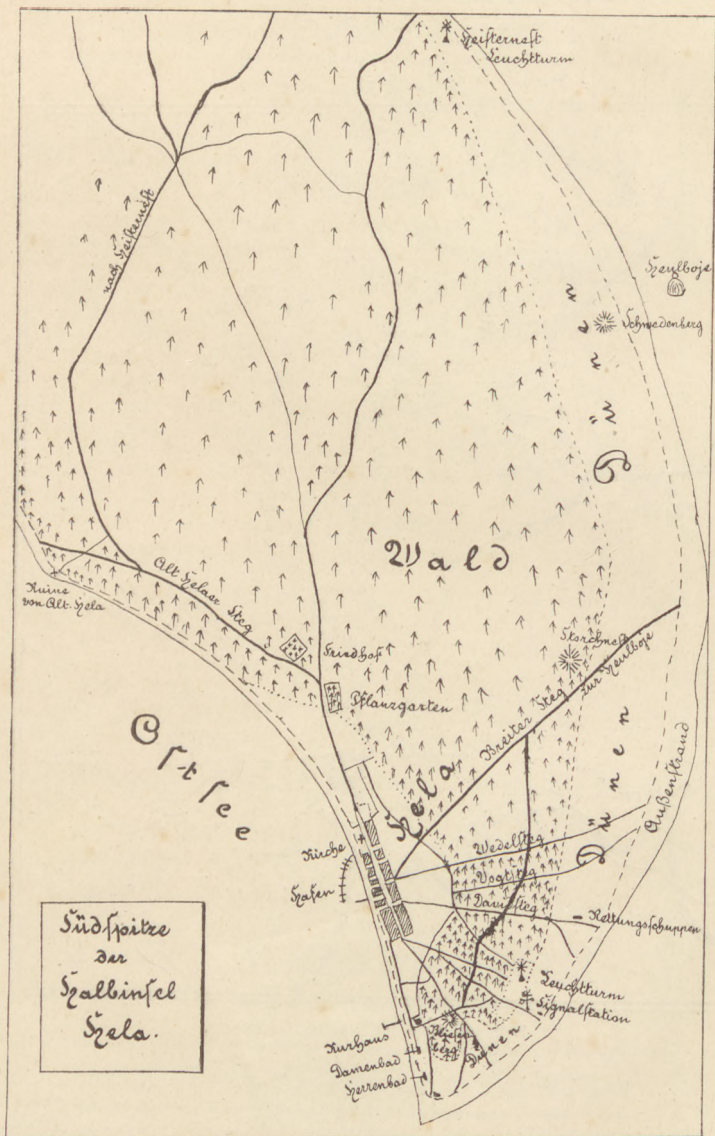 Heisternest
Leuchtturm
nach Heisternest
Heulboje
Schwedenberg
Dünen
Wald
Ruine
von Alt. Hela
Alt Helaer Steg
Friedhof
Storchnest
Pflanzgarten
Breiter Steg zur Heulboje
Ostsee
Hela
Dünen
Außenstrand
Wedelsteg
Kirche
Vogtsteg
Hafen
Davidsteg
Rettungsschuppen
Südspitze
der
Halbinsel
Hela.
Leuchtturm
Signalstation
Kurhaus
Damenbad
Herrenbad
Dünen